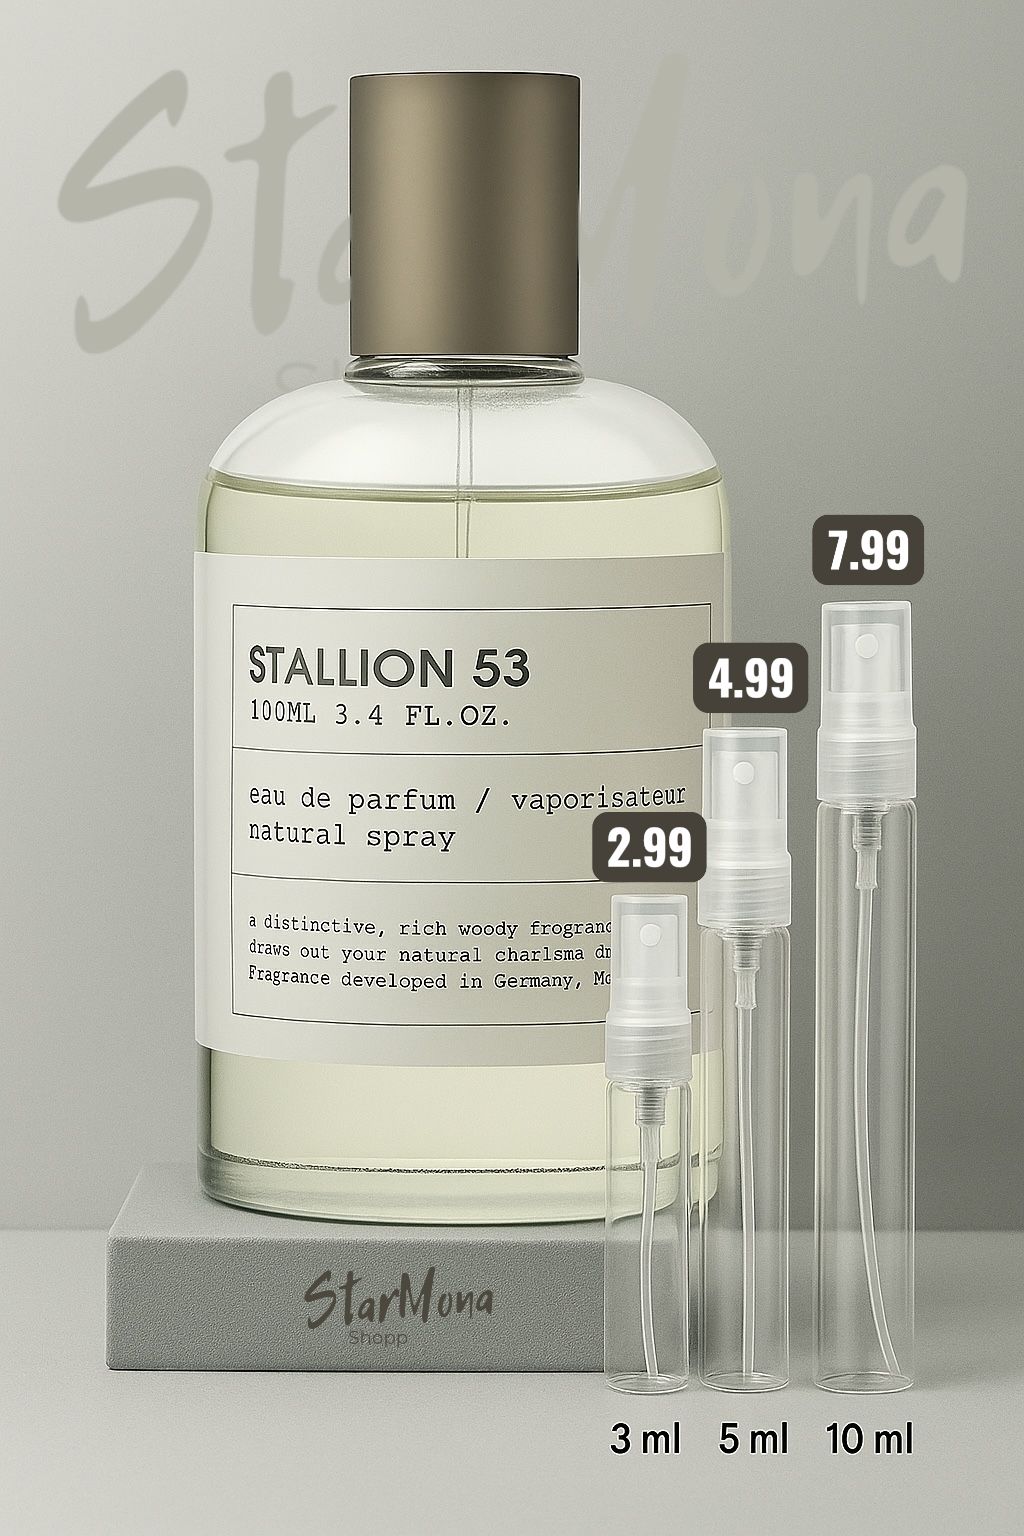 StarMona
7.99
4.99
2.99
STALLION 53
100ML 3.4 FL.OZ.
eau de parfum / vaporisateur
natural spray
a distinctive, rich woody
draws out your natural charlsma
Fragrance developed in Germany,
StarMona
Shopp
3 ml 5 ml 10 ml